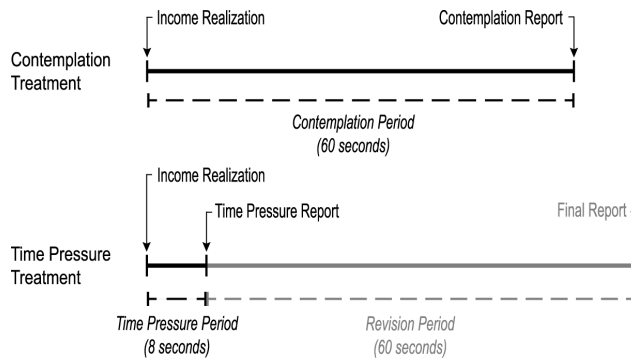 Income Realization
Contemplation Report
Contemplation
Treatment
Contemplation Period
(60 seconds)
Income Realization
Time Pressure Report
Final Report
Time Pressure
Treatment
Time Pressure Period
(8 seconds)
Revision Period
(60 seconds)